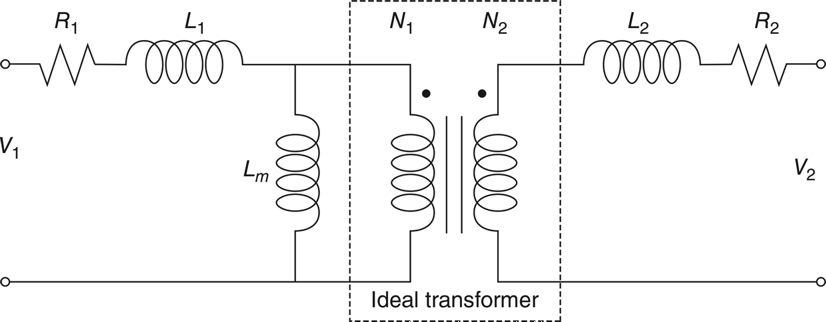 R1 L1 N1 N2 L2 R2
V1 Lm V2
Ideal transformer